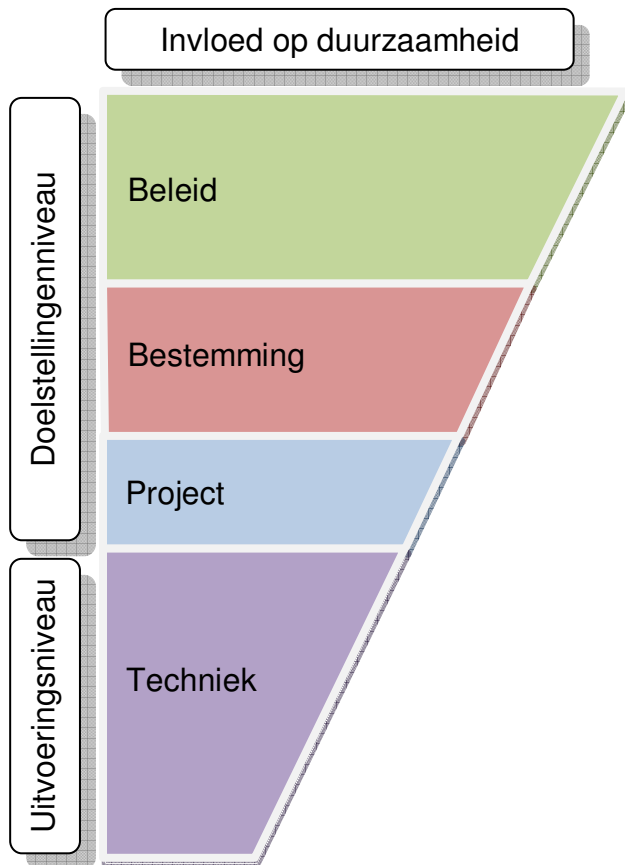 Invloed op duurzaamheid
Doelstellingenniveau
Beleid
Bestemming
Project
Uitvoeringsniveau
Techniek